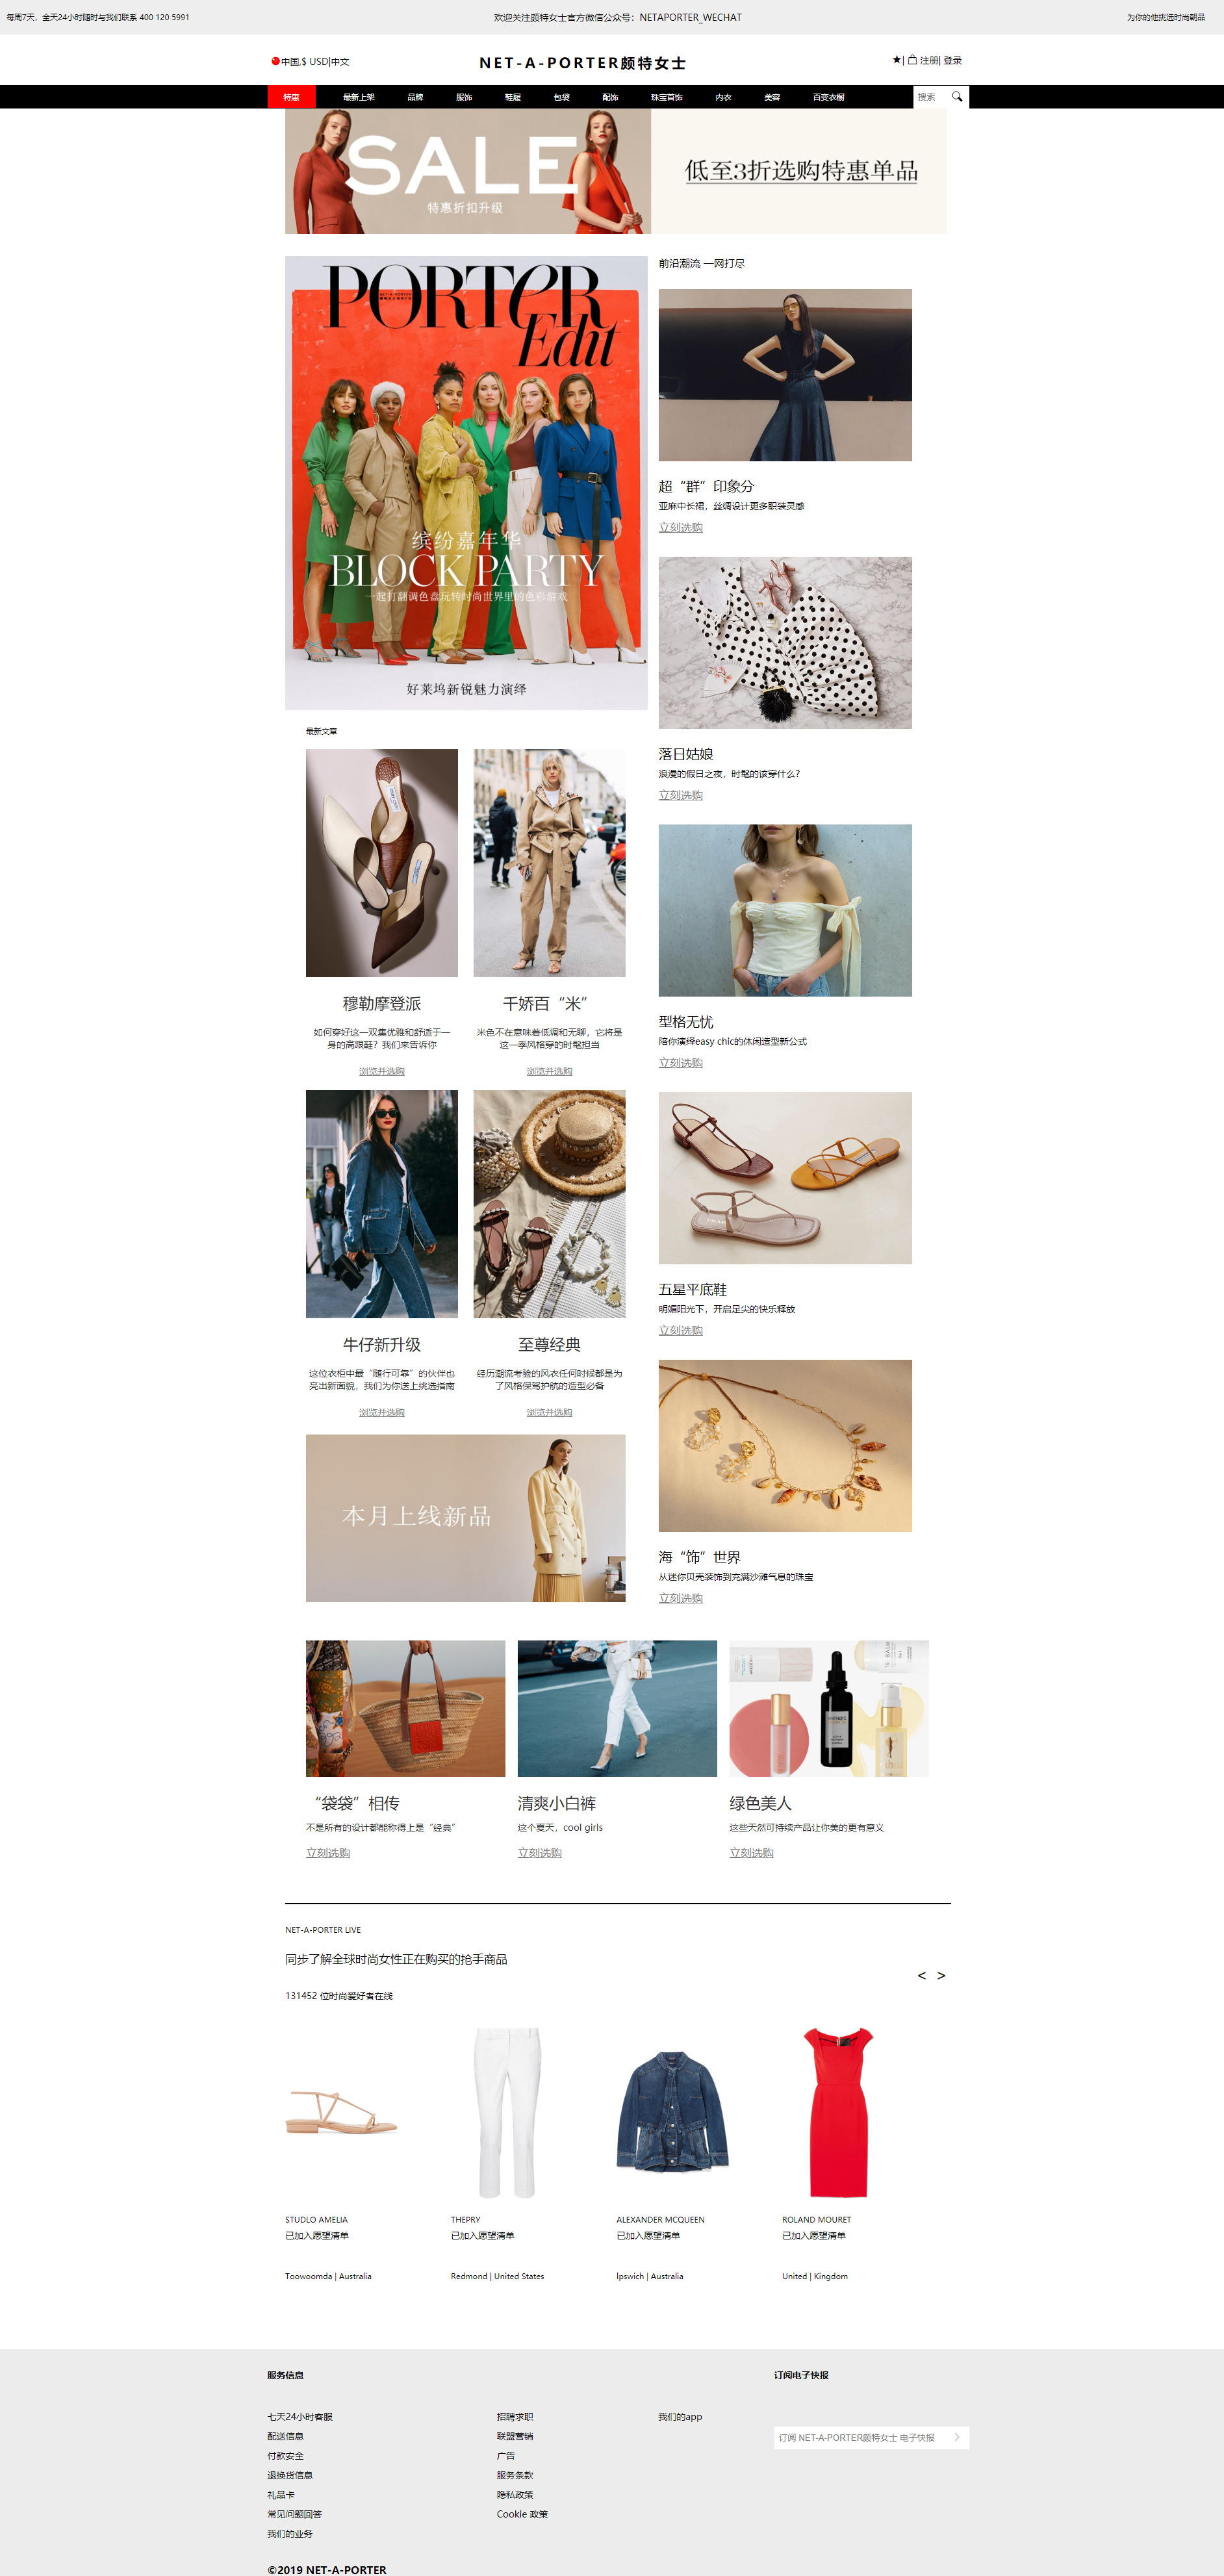 每周7天，全天24小时随时与我们联系 400 120 5991
欢迎关注颇特女士官方微信公众号：NETAPORTER_WECHAT
为你的他挑选时尚朝品
中国,$ USD|中文
NET-A-PORTER颇特女士
★| 注册| 登录
特惠 最新上架 品牌 服饰 鞋履 包袋 配饰 珠宝首饰 内衣 美容 百变衣橱 搜索
SALE
特惠折扣升级
低至3折选购特惠单品
PORTER
Edit
缤纷嘉年华
BLOCK PARTY
一起打翻调色盘玩转时尚世界里的色彩游戏
好莱坞新锐魅力演绎
前沿潮流 一网打尽
超“群”印象分
亚麻中长裙，丝绸设计更多职装灵感
立刻选购
落日姑娘
浪漫的假日之夜，时髦的该穿什么？
立刻选购
型格无忧
陪你演绎easy chic的休闲造型新公式
立刻选购
五星平底鞋
明媚阳光下，开启足尖的快乐释放
立刻选购
海“饰”世界
从迷你贝壳装饰到充满沙滩气息的珠宝
立刻选购
最新文章
穆勒摩登派
如何穿好这一双集优雅和舒适于一
身的高跟鞋？我们来告诉你
浏览并选购
千娇百“米”
米色不在意味着低调和无聊，它将是
这一季风格穿的时髦担当
浏览并选购
牛仔新升级
这位衣柜中最“随行可靠”的伙伴也
亮出新面貌，我们为你送上挑选指南
浏览并选购
至尊经典
经历潮流考验的风衣任何时候都是为
了风格保驾护航的造型必备
浏览并选购
本月上线新品
“袋袋”相传
不是所有的设计都能称得上是“经典”
立刻选购
清爽小白裤
这个夏天，cool girls
立刻选购
绿色美人
这些天然可持续产品让你美的更有意义
立刻选购
NET-A-PORTER LIVE
同步了解全球时尚女性正在购买的抢手商品
< >
131452 位时尚爱好者在线
STUDLO AMELIA
已加入愿望清单
Toowoomda | Australia
THEPRY
已加入愿望清单
Redmond | United States
ALEXANDER MCQUEEN
已加入愿望清单
Ipswich | Australia
ROLAND MOURET
已加入愿望清单
United | Kingdom
服务信息
七天24小时客服
配送信息
付款安全
退换货信息
礼品卡
常见问题回答
我们的业务
招聘求职
联盟营销
广告
服务条款
隐私政策
Cookie 政策
我们的app
订阅电子快报
订阅 NET-A-PORTER颇特女士 电子快报
©2019 NET-A-PORTER